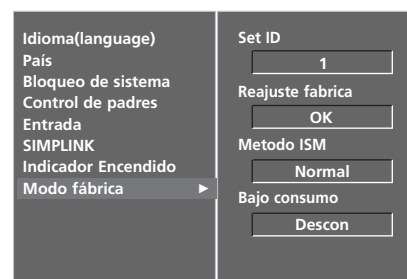 Idioma(language)
País
Bloqueo de sistema
Control de padres
Entrada
SIMPLINK
Indicador Encendido
Modo fábrica ►
Set ID
1
Reajuste fabrica
OK
Metodo ISM
Normal
Bajo consumo
Descon